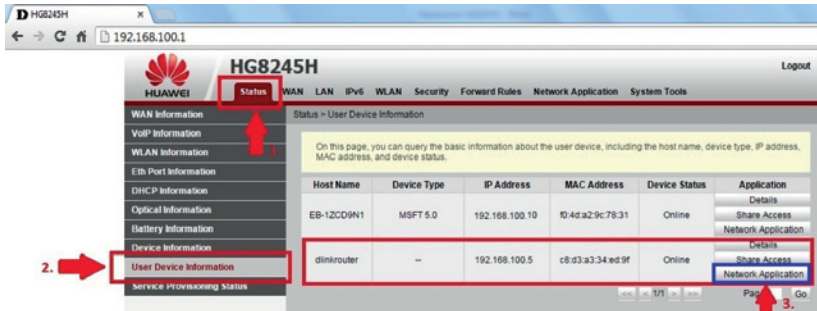 HG8245H
192.168.100.1
HUAWEI
HG8245H
Logout
Status WAN LAN IPv6 WLAN Security Forward Rules Network Application System Tools
1.
WAN Information
VoIP Information
WLAN Information
Eth Port Information
DHCP Information
Optical Information
Battery Information
Device Information
2. User Device Information
Service Provisioning Status
Status > User Device Information
On this page, you can query the basic information about the user device, including the host name, device type, IP address,
MAC address, and device status.
Host Name Device Type IP Address MAC Address Device Status Application
EB-1ZCD9N1 MSFT 5.0 192.168.100.10 f0:4d:a2:9c:78:31 Online Details
Share Access
Network Application
dlinkrouter -- 192.168.100.5 c8:d3:a3:34:ed:9f Online Details
Share Access
Network Application
<< < 1/1 > >> Pag Go
3.